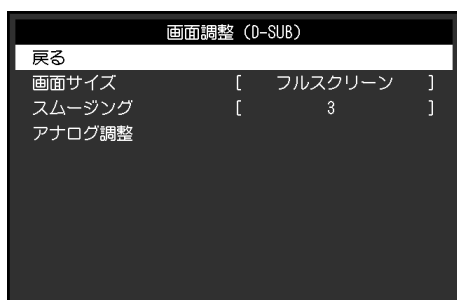 画面調整 (D-SUB)
戻る
画面サイズ [ フルスクリーン ]
スムージング [ 3 ]
アナログ調整